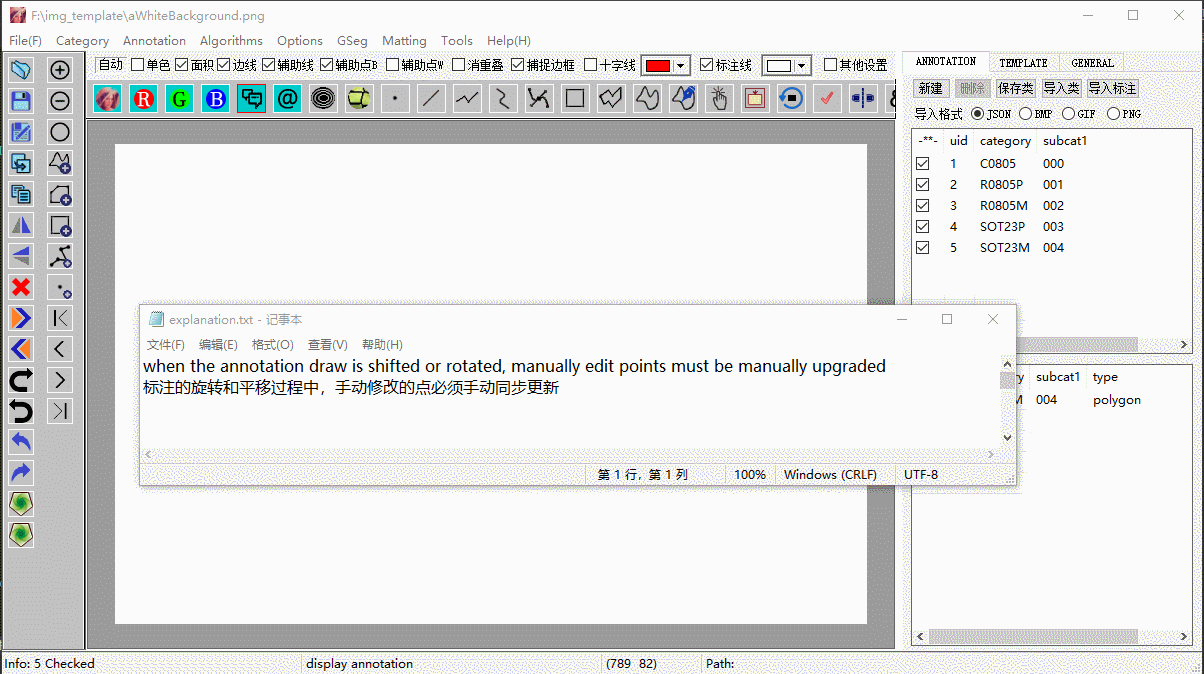 F:\img_template\aWhiteBackground.png
File(F) Category Annotation Algorithms Options GSeg Matting Tools Help(H)
自动 单色 面积 边线 辅助线 辅助点B 辅助点W 消重叠 捕捉边框 十字线 标注线 其他设置
R G B @
ANNOTATION TEMPLATE GENERAL
新建 删除 保存类 导入类 导入标注
导入格式 JSON BMP GIF PNG
-**- uid category subcat1
1 C0805 000
2 R0805P 001
3 R0805M 002
4 SOT23P 003
5 SOT23M 004
explanation.txt - 记事本
文件(F) 编辑(E) 格式(O) 查看(V) 帮助(H)
when the annotation draw is shifted or rotated, manually edit points must be manually upgraded
标注的旋转和平移过程中，手动修改的点必须手动同步更新
第 1 行，第 1 列 100% Windows (CRLF) UTF-8
y subcat1 type
M 004 polygon
Info: 5 Checked display annotation (789 82) Path: